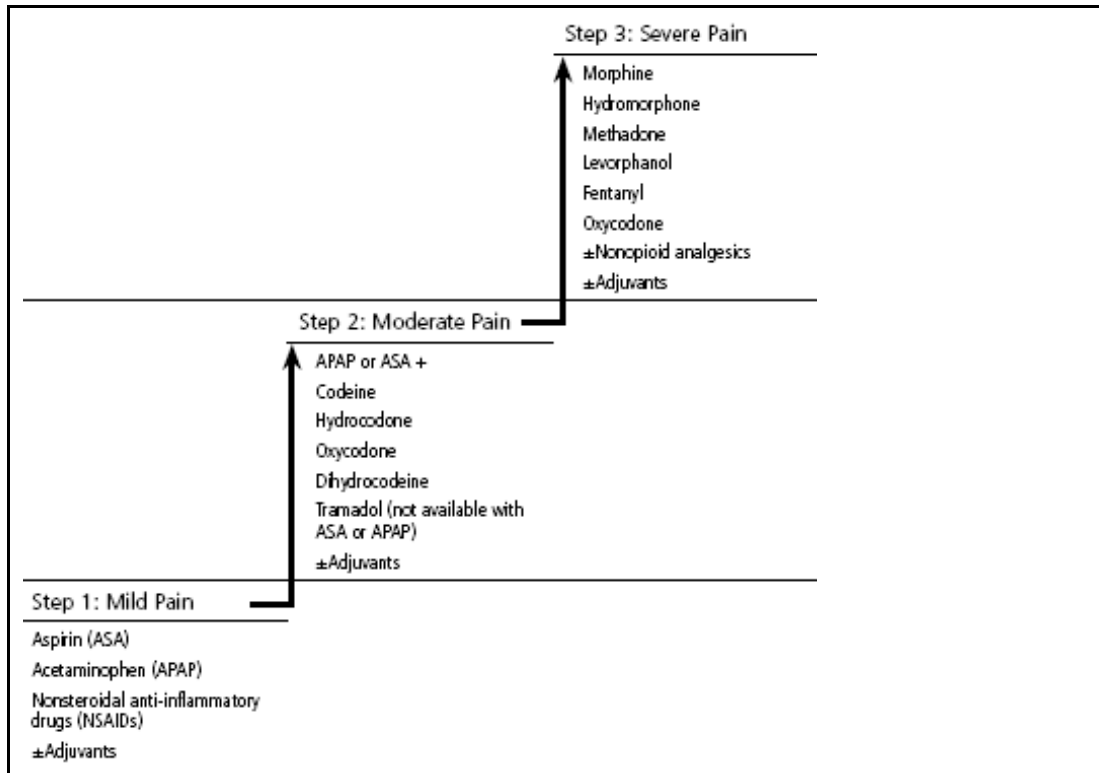 Step 3: Severe Pain
Morphine
Hydromorphone
Methadone
Levorphanol
Fentanyl
Oxycodone
±Nonopioid analgesics
±Adjuvants
Step 2: Moderate Pain
APAP or ASA +
Codeine
Hydrocodone
Oxycodone
Dihydrocodeine
Tramadol (not available with
ASA or APAP)
±Adjuvants
Step 1: Mild Pain
Aspirin (ASA)
Acetaminophen (APAP)
Nonsteroidal anti-inflammatory
drugs (NSAIDs)
±Adjuvants